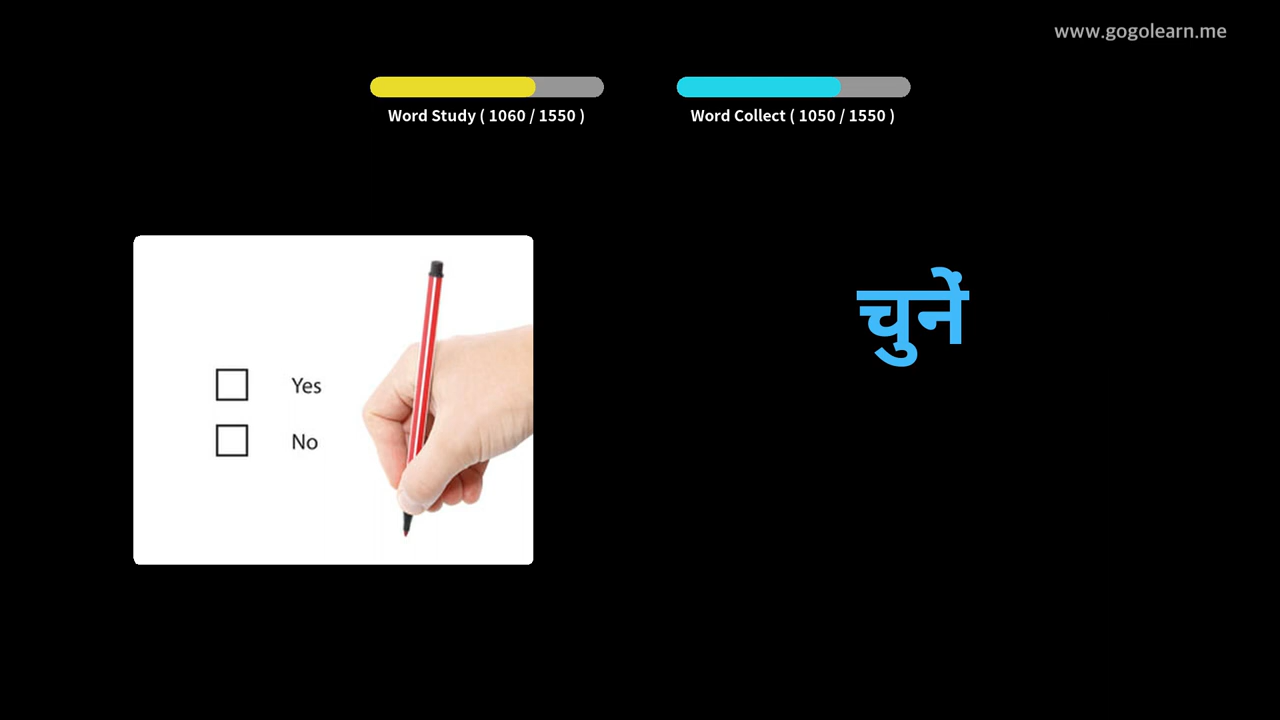 www.gogolearn.me
Word Study ( 1060 / 1550 )
Word Collect ( 1050 / 1550 )
चुनें
Yes
No